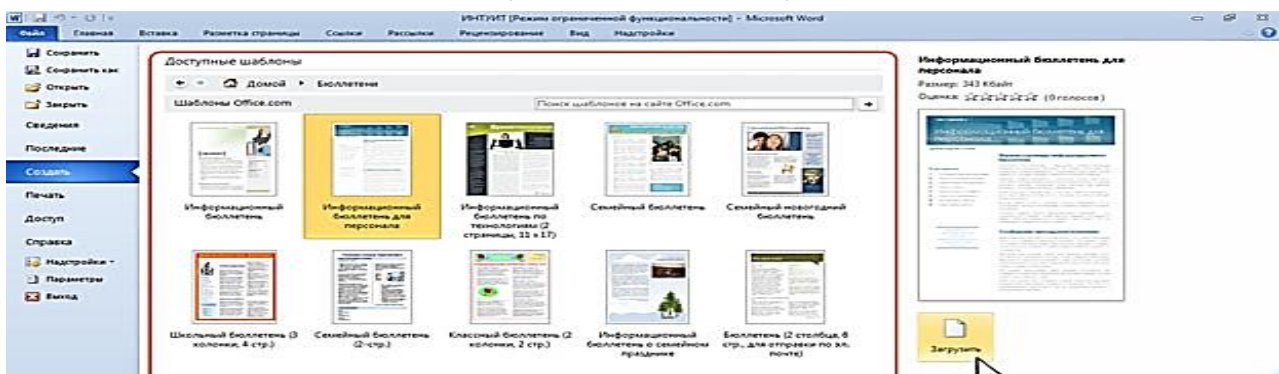 ИНТУИТ [Режим ограниченной функциональности] - Microsoft Word
Файл Главная Вставка Разметка страницы Ссылки Рассылки Рецензирование Вид Надстройки
Сохранить
Сохранить как
Открыть
Закрыть
Сведения
Последние
Создать
Печать
Доступ
Справка
Надстройки
Параметры
Выход
Доступные шаблоны
Домой
Бюллетени
Шаблоны Office.com
Поиск шаблонов на сайте Office.com
Информационный
бюллетень
Информационный
бюллетень для
персонала
Информационный
бюллетень по
технологиям (2
страницы, 11 x 17)
Семейный бюллетень
Семейный новогодний
бюллетень
Школьный бюллетень (3
колонки, 4 стр.)
Семейный бюллетень
(2-стр.)
Классный бюллетень (2
колонки, 2 стр.)
Информационный
бюллетень о семейном
празднике
Бюллетень (2 столбца, 6
стр., для отправки по эл.
почте)
Информационный бюллетень для
персонала
Размер: 343 Кбайт
Оценка: (0 голосов)
Информационный бюллетень для
персонала
Загрузить